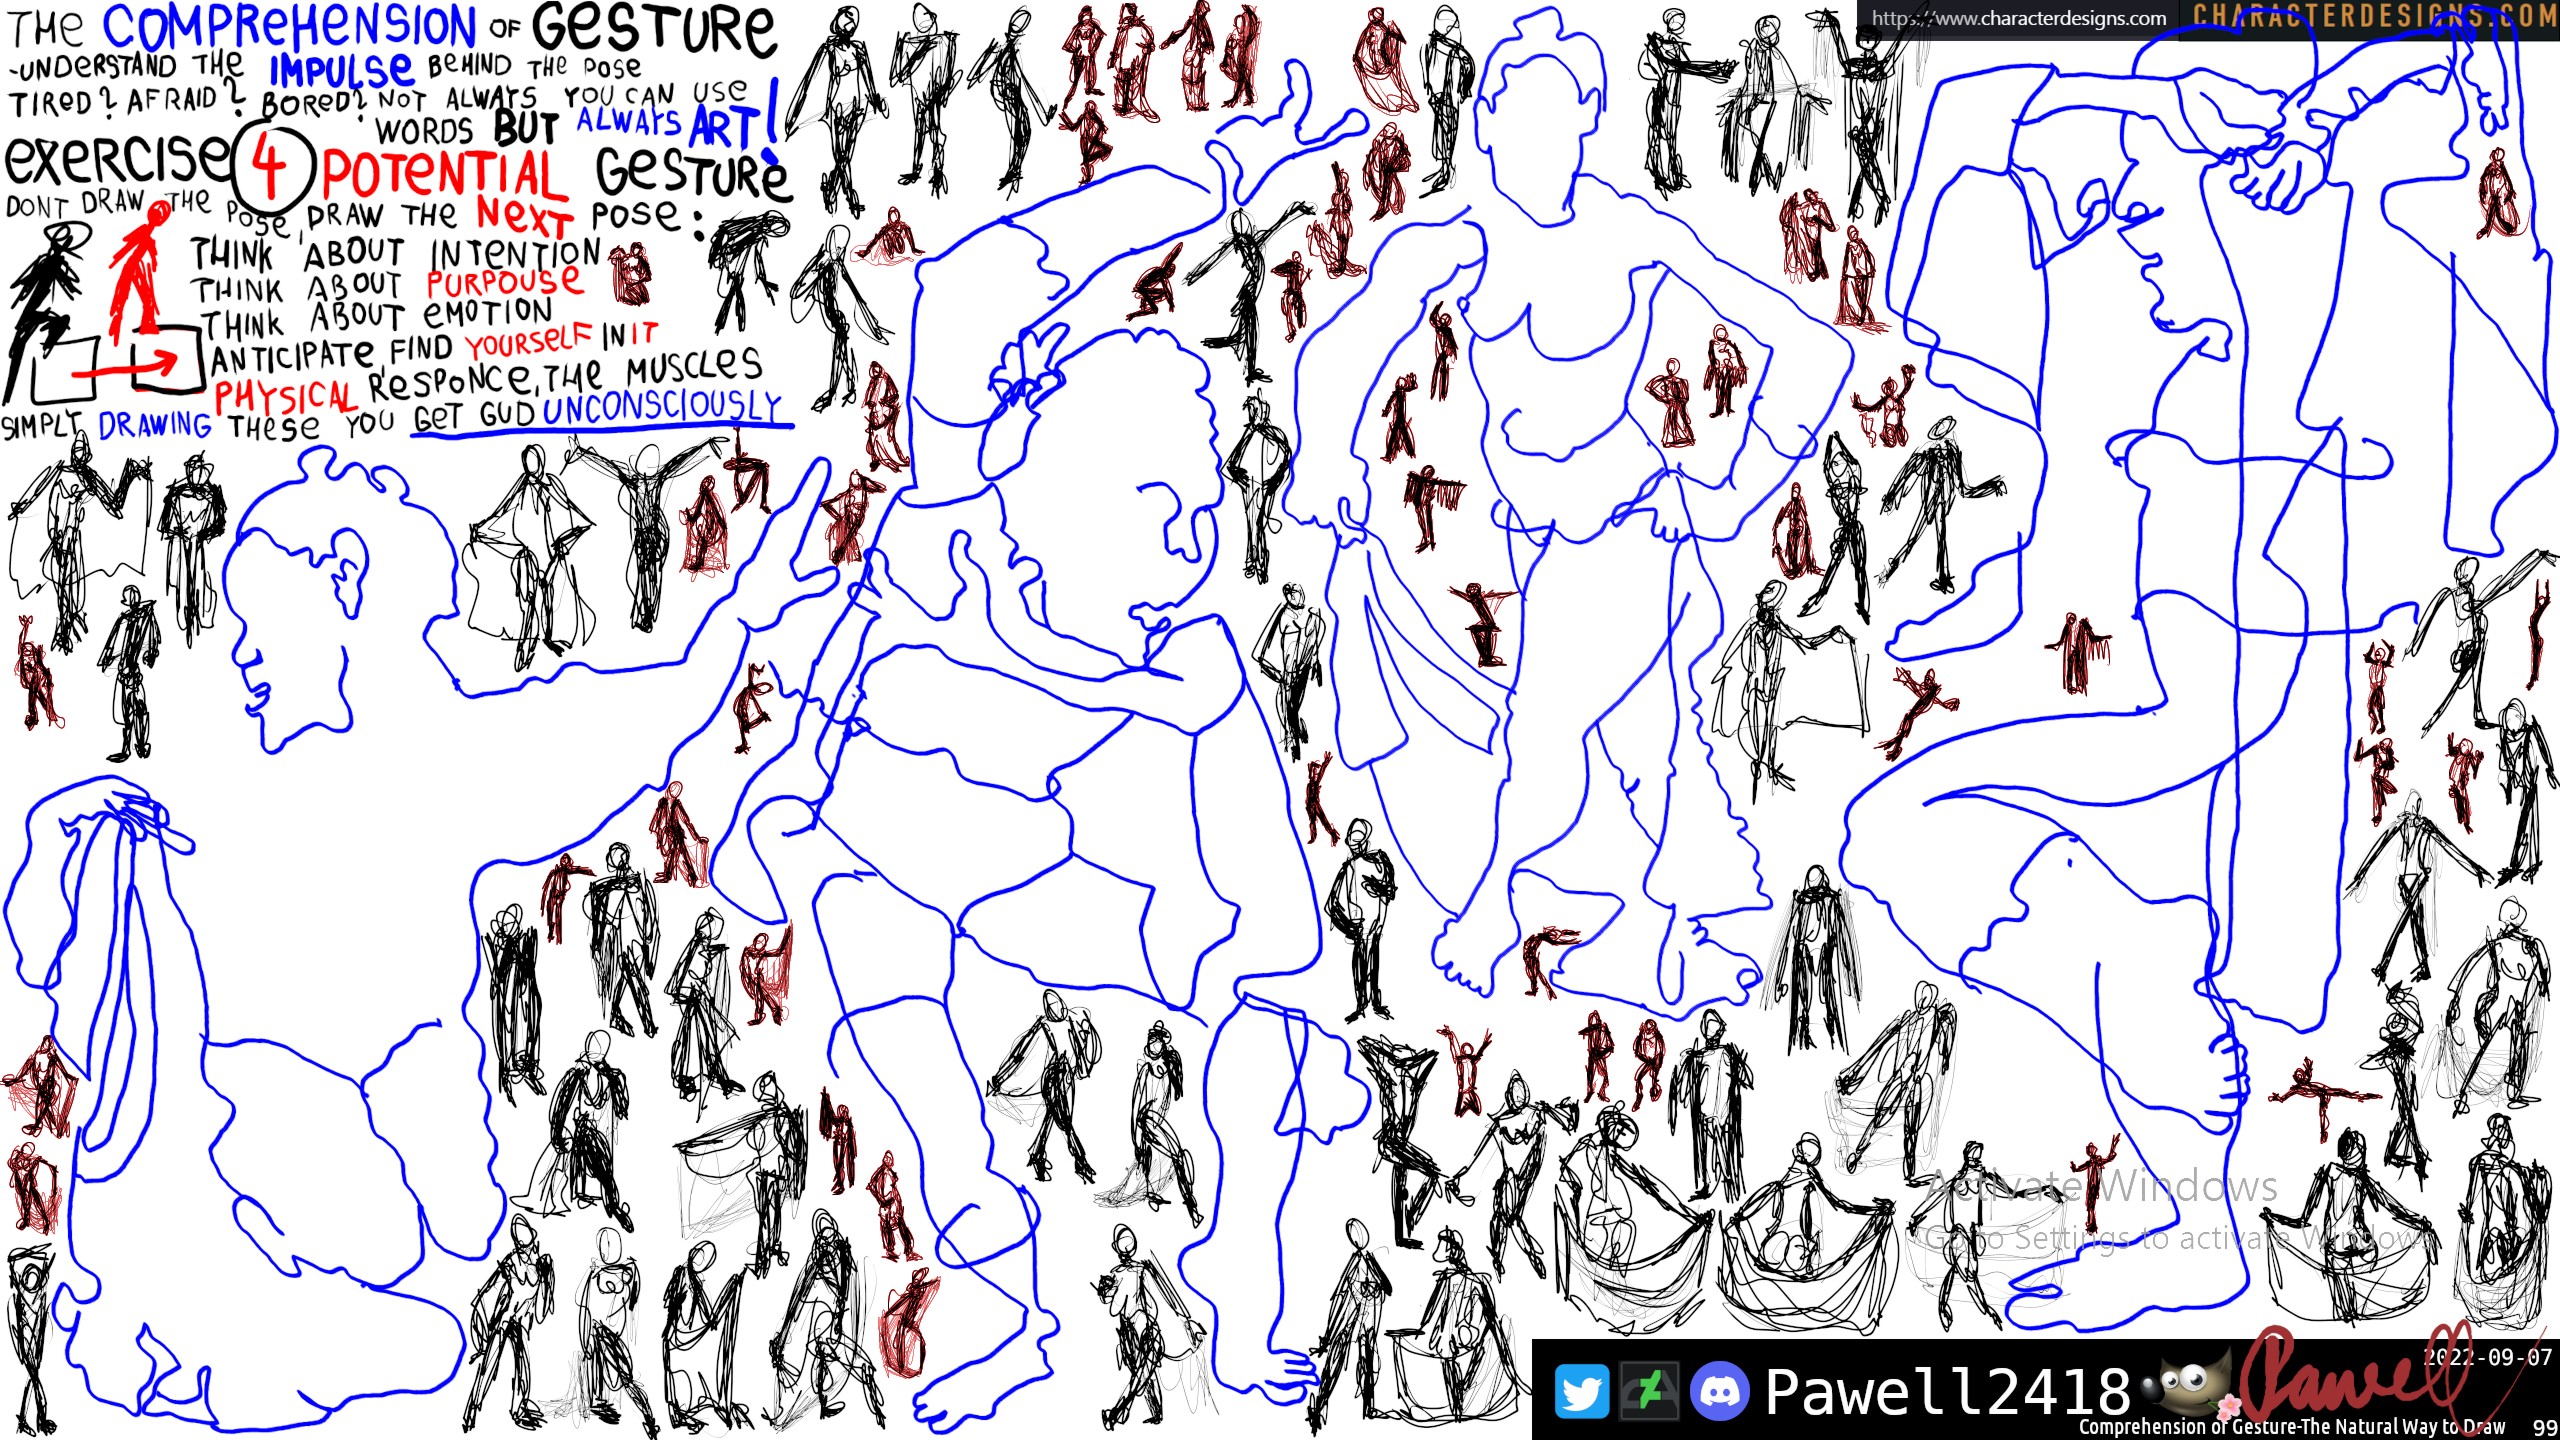 THE COMPREHENSION OF GESTURE
-UNDERSTAND THE IMPULSE BEHIND THE POSE
TIRED? AFRAID? BORED? NOT ALWAYS YOU CAN USE
WORDS BUT ALWAYS ART!
EXERCISE 4 POTENTIAL GESTURE
DONT DRAW THE POSE, DRAW THE NEXT POSE:
THINK ABOUT INTENTION
THINK ABOUT PURPOUSE
THINK ABOUT EMOTION
ANTICIPATE, FIND YOURSELF IN IT
PHYSICAL RESPONCE, THE MUSCLES
SIMPLY DRAWING THESE YOU GET GUD UNCONSCIOUSLY
https://www.characterdesigns.com
CHARACTERDESIGNS.COM
Activate Windows
Go to Settings to activate Windows.
Pawell2418
Pawell
2022-09-07
Comprehension of Gesture-The Natural Way to Draw 99